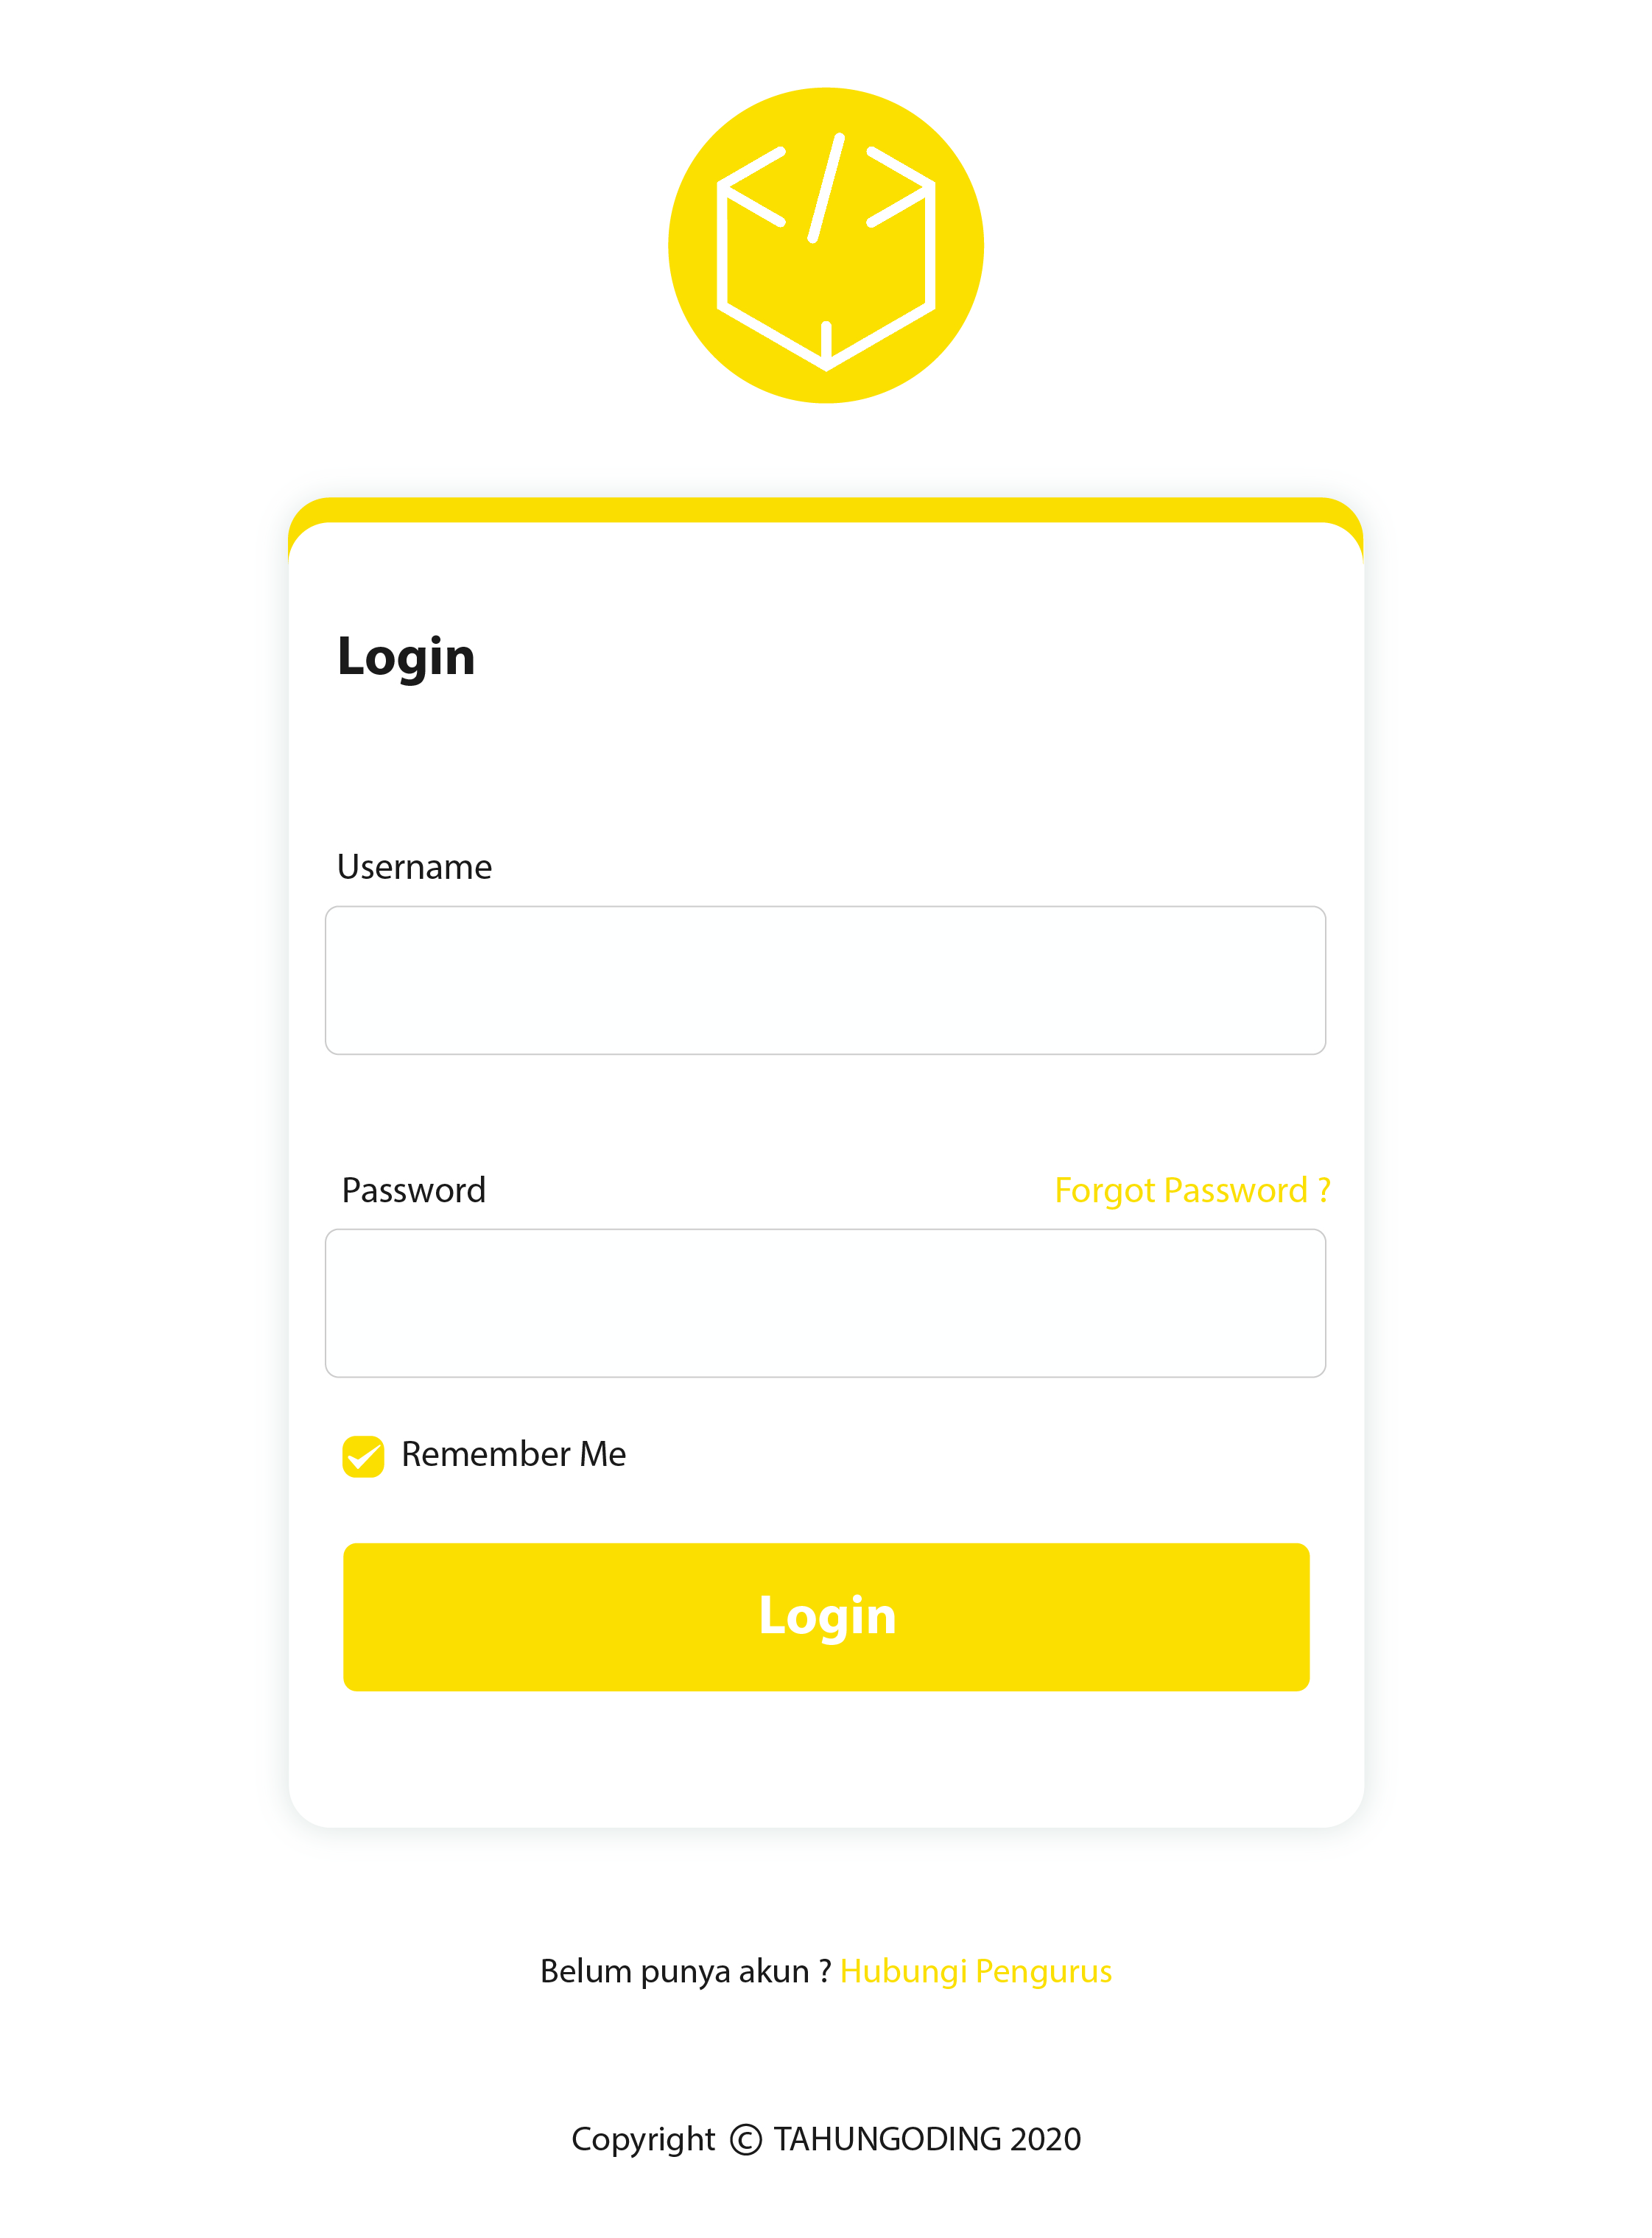 Login
Username
Password
Forgot Password ?
Remember Me
Login
Belum punya akun ? Hubungi Pengurus
Copyright © TAHUNGODING 2020